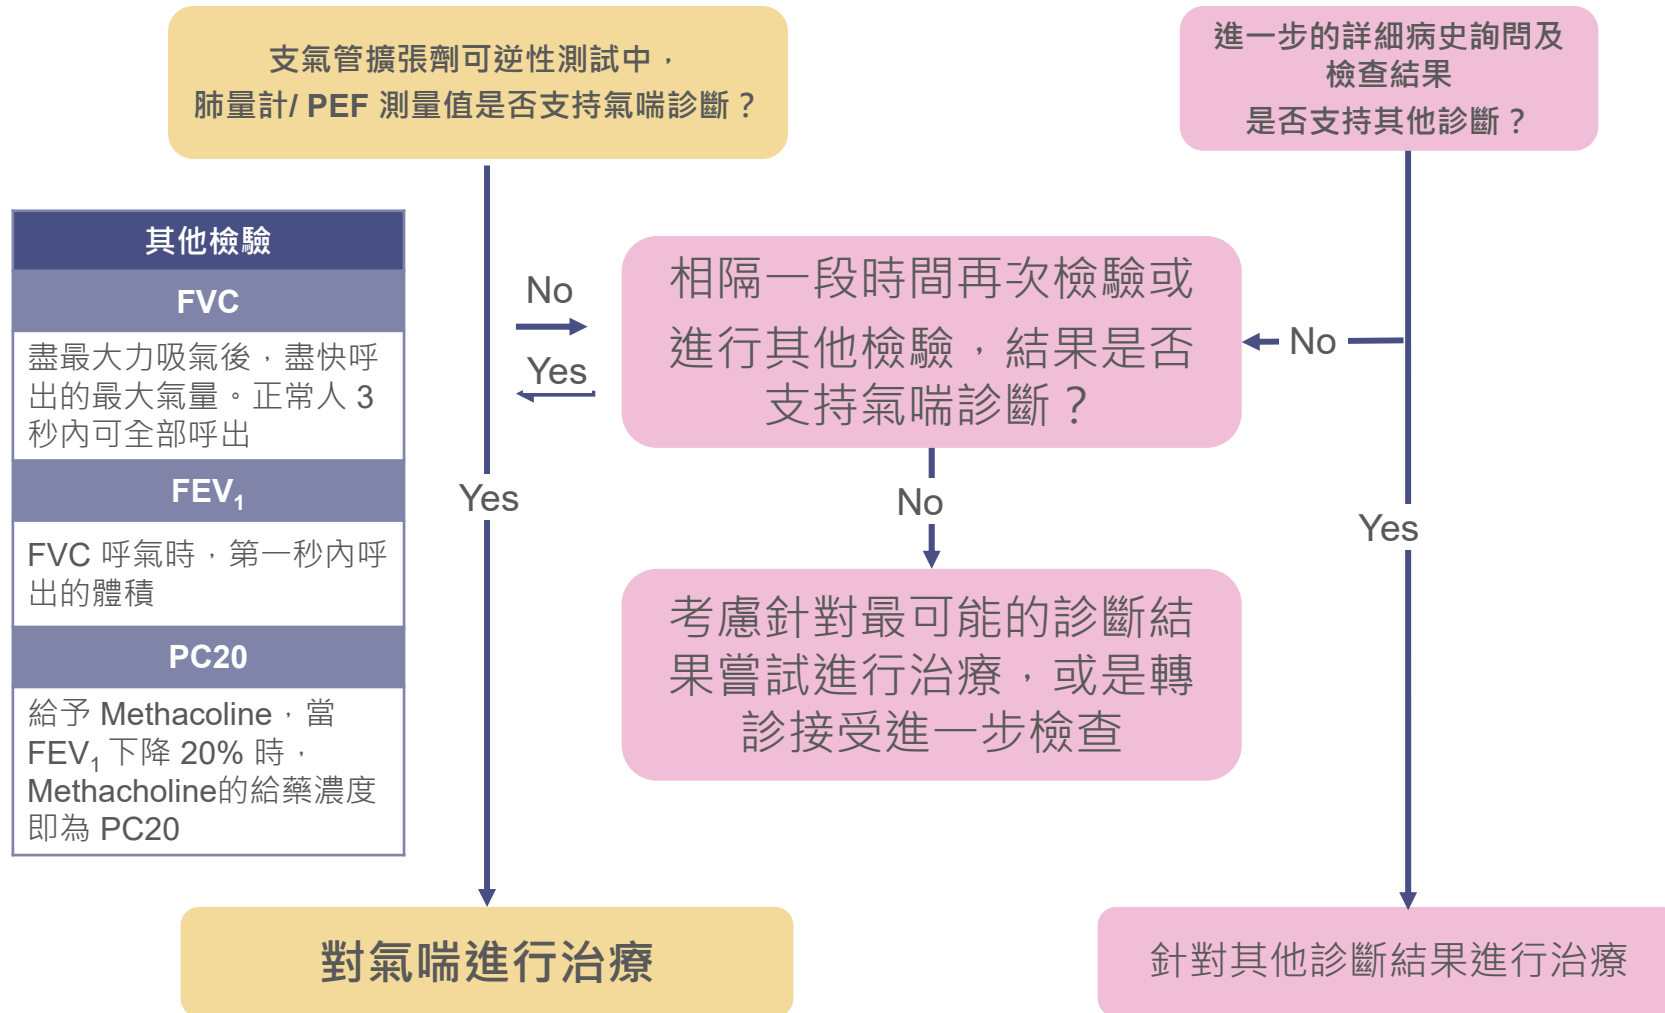 支氣管擴張劑可逆性測試中，
肺量計/ PEF 測量值是否支持氣喘診斷？
進一步的詳細病史詢問及
檢查結果
是否支持其他診斷？
其他檢驗
FVC
盡最大力吸氣後，盡快呼
出的最大氣量。正常人 3
秒內可全部呼出
FEV₁
FVC 呼氣時，第一秒內呼
出的體積
PC20
給予 Methacoline，當
FEV₁ 下降 20% 時，
Methacholine的給藥濃度
即為 PC20
No
Yes
相隔一段時間再次檢驗或
進行其他檢驗，結果是否
支持氣喘診斷？
No
Yes
No
Yes
考慮針對最可能的診斷結
果嘗試進行治療，或是轉
診接受進一步檢查
對氣喘進行治療
針對其他診斷結果進行治療